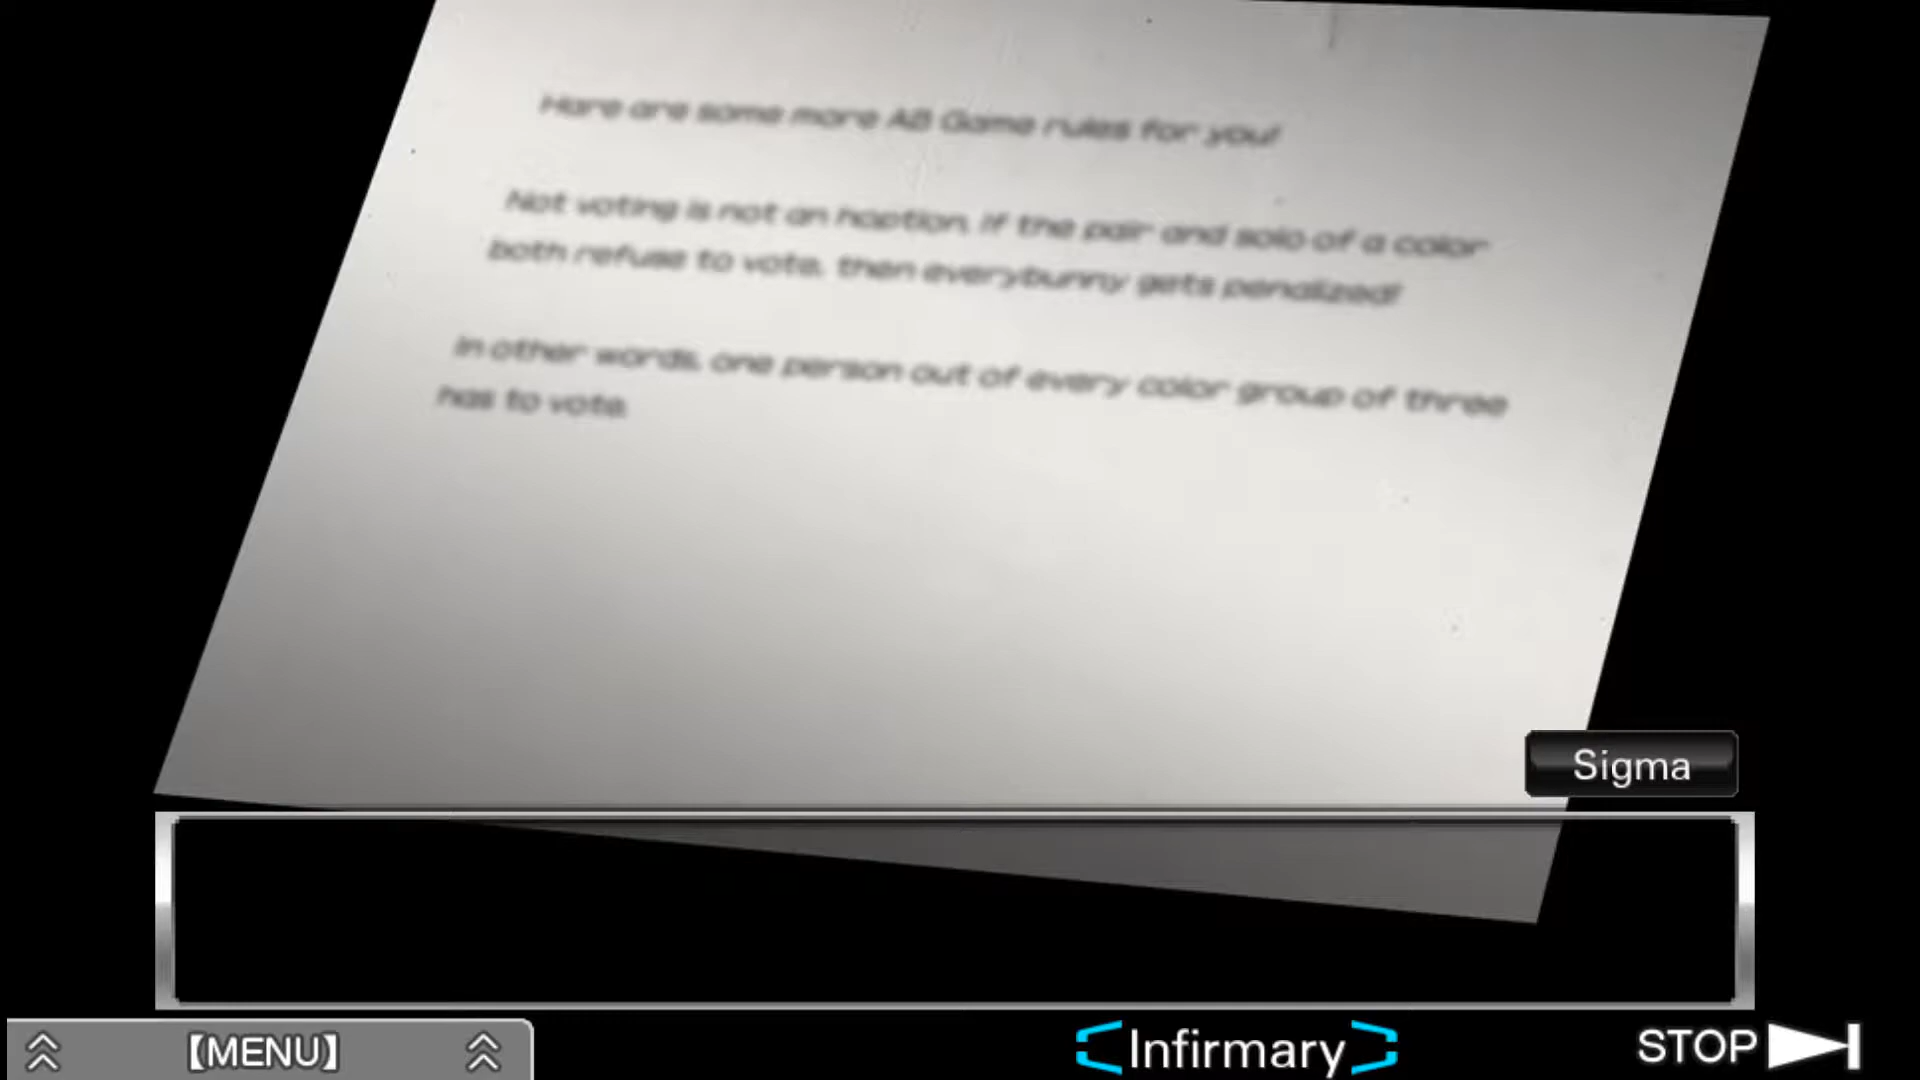 Hare are some more AB Game rules for you!
Not voting is not an hoption. If the pair and solo of a color
both refuse to vote, then everybunny gets penalized!
In other words, one person out of every color group of three
has to vote.
Sigma
【MENU】
Infirmary
STOP